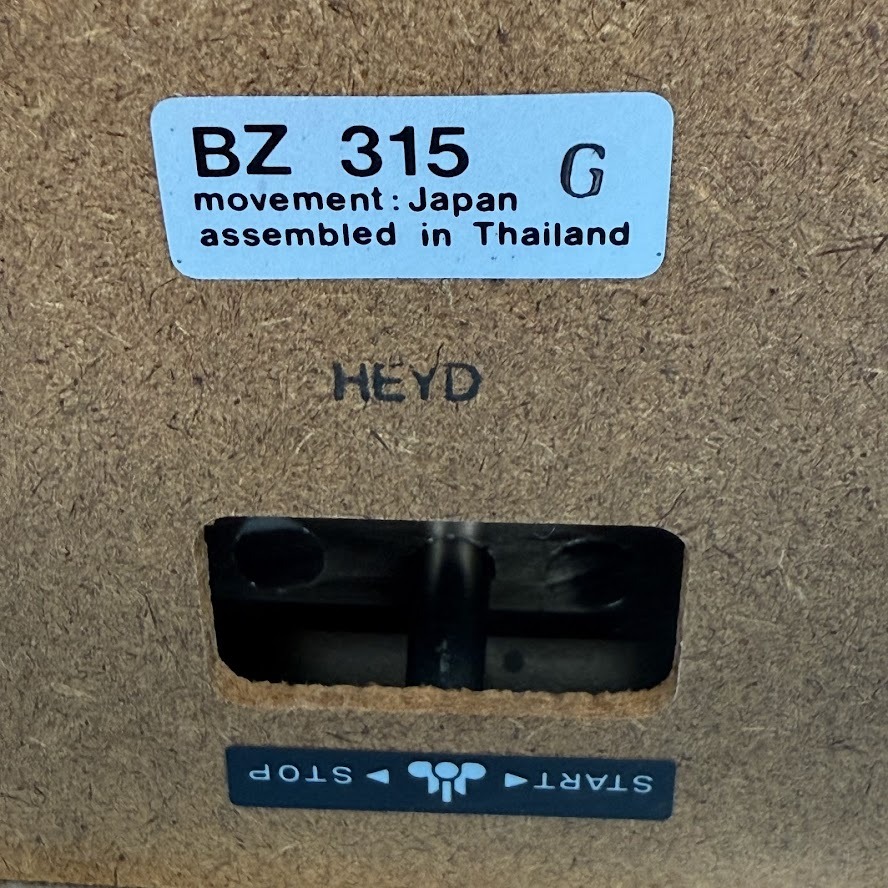 BZ 315 G
movement: Japan
assembled in Thailand
HEYD
START STOP